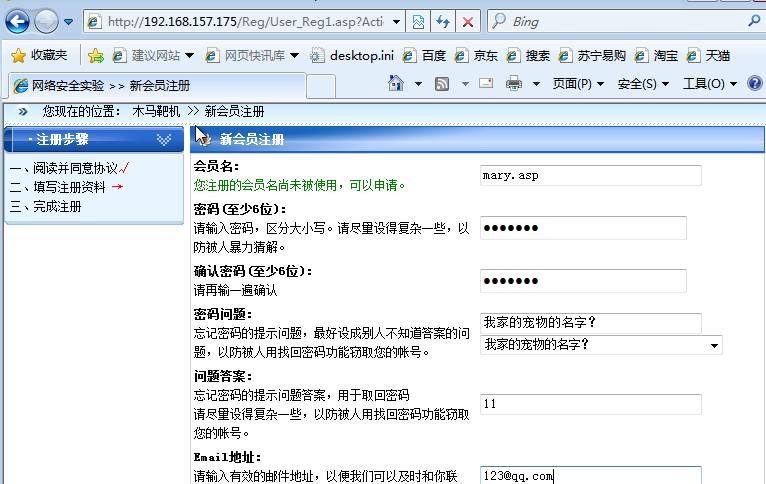 http://192.168.157.175/Reg/User_Reg1.asp?Acti
Bing
收藏夹 建议网站 网页快讯库 desktop.ini 百度 京东 搜索 苏宁易购 淘宝 天猫
网络安全实验 >> 新会员注册 页面(P) 安全(S) 工具(O)
您现在的位置： 木马靶机 >> 新会员注册
·注册步骤
一、阅读并同意协议√
二、填写注册资料 →
三、完成注册
新会员注册
会员名：
您注册的会员名尚未被使用，可以申请。
mary.asp
密码(至少6位)：
请输入密码，区分大小写。请尽量设得复杂一些，以
防被人暴力猜解。
●●●●●●●
确认密码(至少6位)：
请再输一遍确认
●●●●●●●
密码问题：
忘记密码的提示问题，最好设成别人不知道答案的问
题，以防被人用找回密码功能窃取您的帐号。
我家的宠物的名字？
我家的宠物的名字？
问题答案：
忘记密码的提示问题答案，用于取回密码
请尽量设得复杂一些，以防被人用找回密码功能窃取
您的帐号。
11
Email地址：
请输入有效的邮件地址，以便我们可以及时和你联
123@qq.com